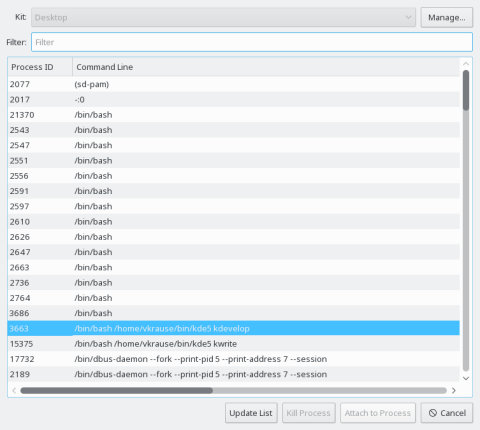 Kit: Desktop Manage...
Filter: Filter
Process ID Command Line
2077 (sd-pam)
2017 -:0
21370 /bin/bash
2543 /bin/bash
2547 /bin/bash
2551 /bin/bash
2556 /bin/bash
2591 /bin/bash
2597 /bin/bash
2610 /bin/bash
2626 /bin/bash
2647 /bin/bash
2663 /bin/bash
2736 /bin/bash
2764 /bin/bash
3686 /bin/bash
3663 /bin/bash /home/vkrause/bin/kde5 kdevelop
15375 /bin/bash /home/vkrause/bin/kde5 kwrite
17732 /bin/dbus-daemon --fork --print-pid 5 --print-address 7 --session
2189 /bin/dbus-daemon --fork --print-pid 5 --print-address 7 --session
Update List Kill Process Attach to Process Cancel